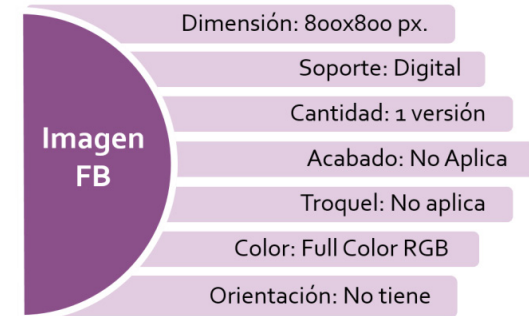 Imagen
FB
Dimensión: 800x800 px.
Soporte: Digital
Cantidad: 1 versión
Acabado: No Aplica
Troquel: No aplica
Color: Full Color RGB
Orientación: No tiene